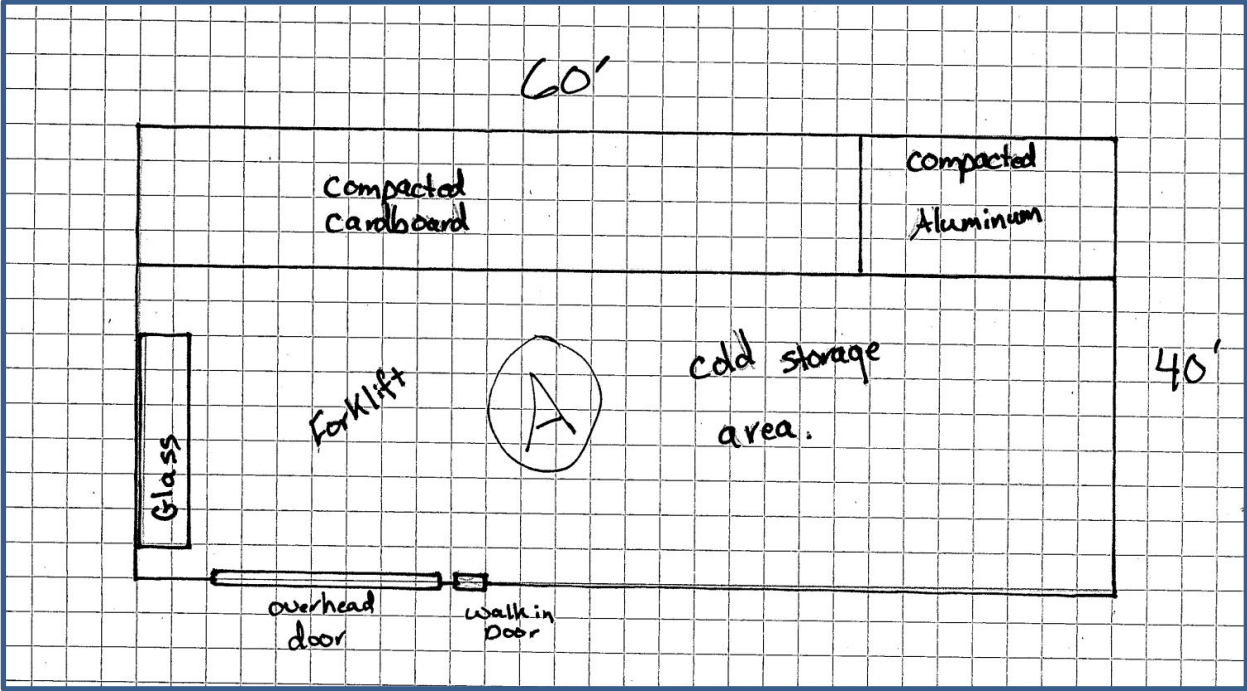 60'
Compacted
Cardboard
Compacted
Aluminum
Glass
Forklift
A
Cold storage
area.
40'
overhead
door
walk in
Door